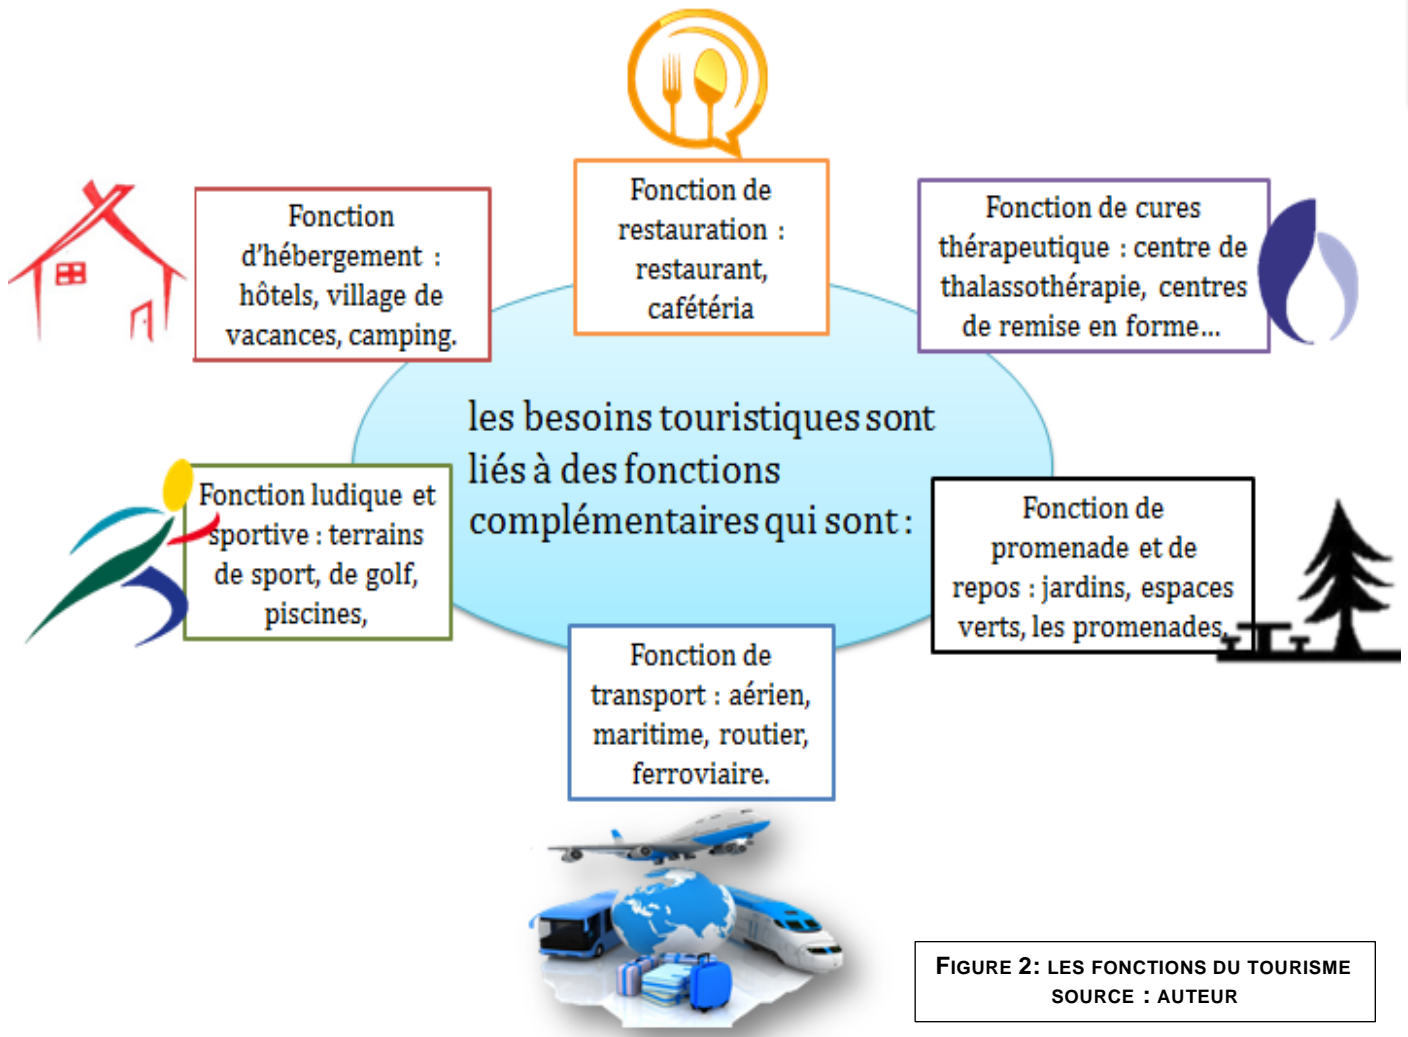 Fonction de
restauration :
restaurant,
cafétéria
Fonction
d'hébergement :
hôtels, village de
vacances, camping.
Fonction de cures
thérapeutique : centre de
thalassothérapie, centres
de remise en forme...
les besoins touristiques sont
liés à des fonctions
complémentaires qui sont :
Fonction ludique et
sportive : terrains
de sport, de golf,
piscines,
Fonction de
promenade et de
repos : jardins, espaces
verts, les promenades,
Fonction de
transport : aérien,
maritime, routier,
ferroviaire.
FIGURE 2: LES FONCTIONS DU TOURISME
SOURCE : AUTEUR